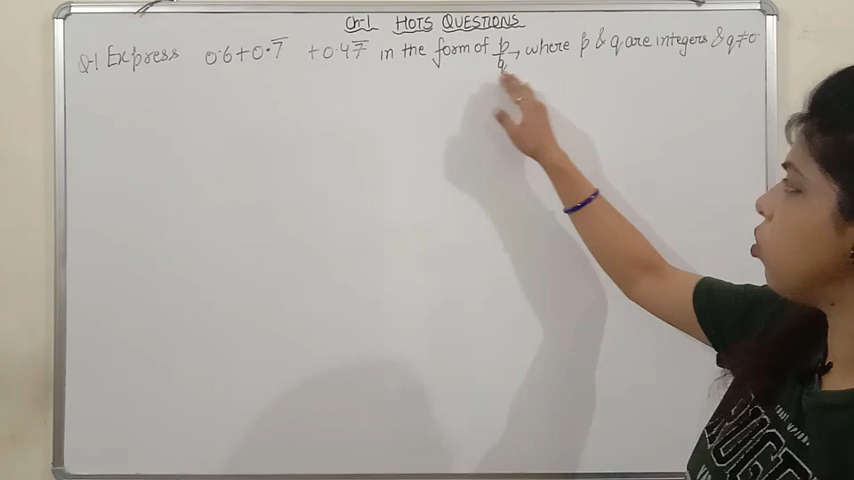 Ch-1 HOTS QUESTIONS
Q-1 Express 0.6+0.7̅ +0.47̅ in the form of p/q, where p & q are integers & q≠0.